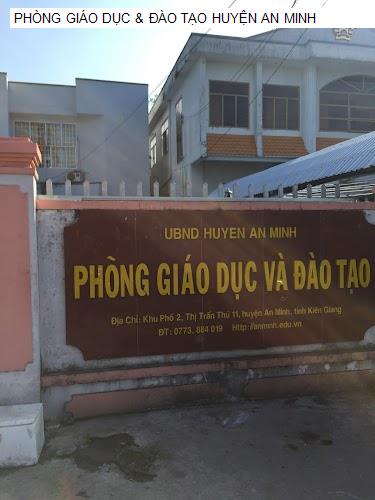 PHÒNG GIÁO DỤC & ĐÀO TẠO HUYỆN AN MINH
UBND HUYEN AN MINH
PHÒNG GIÁO DỤC VÀ ĐÀO TẠO
Địa Chỉ: Khu Phố 2, Thị Trấn Thứ 11, huyện An Minh, tỉnh Kiên Giang
ĐT: 0773. 884 019 Http://anminh.edu.vn